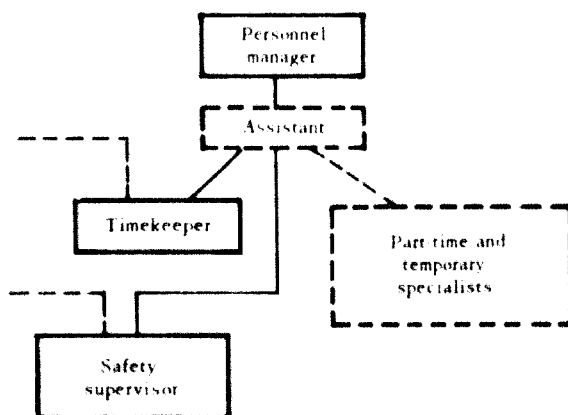 Personnel
manager
Assistant
Timekeeper
Part-time and
temporary
specialists
Safety
supervisor